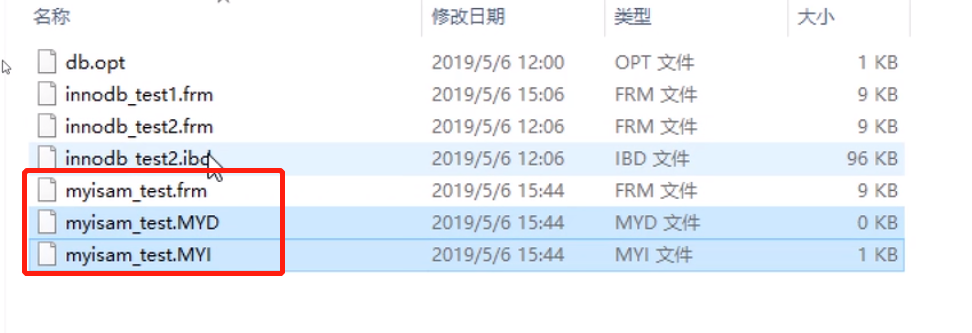 名称 修改日期 类型 大小
db.opt 2019/5/6 12:00 OPT 文件 1 KB
innodb_test1.frm 2019/5/6 15:06 FRM 文件 9 KB
innodb_test2.frm 2019/5/6 12:06 FRM 文件 9 KB
innodb_test2.ibd 2019/5/6 12:06 IBD 文件 96 KB
myisam_test.frm 2019/5/6 15:44 FRM 文件 9 KB
myisam_test.MYD 2019/5/6 15:44 MYD 文件 0 KB
myisam_test.MYI 2019/5/6 15:44 MYI 文件 1 KB